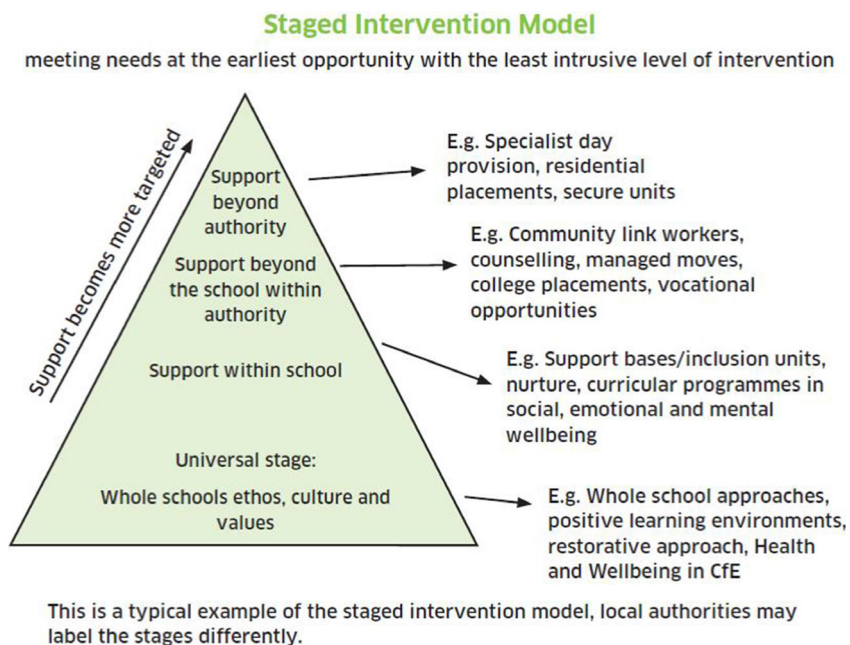 Staged Intervention Model
meeting needs at the earliest opportunity with the least intrusive level of intervention
Support becomes more targeted
Support
beyond
authority
E.g. Specialist day
provision, residential
placements, secure units
Support beyond
the school within
authority
E.g. Community link workers,
counselling, managed moves,
college placements, vocational
opportunities
Support within school
E.g. Support bases/inclusion units,
nurture, curricular programmes in
social, emotional and mental
wellbeing
Universal stage:
Whole schools ethos, culture and
values
E.g. Whole school approaches,
positive learning environments,
restorative approach, Health
and Wellbeing in CfE
This is a typical example of the staged intervention model, local authorities may
label the stages differently.